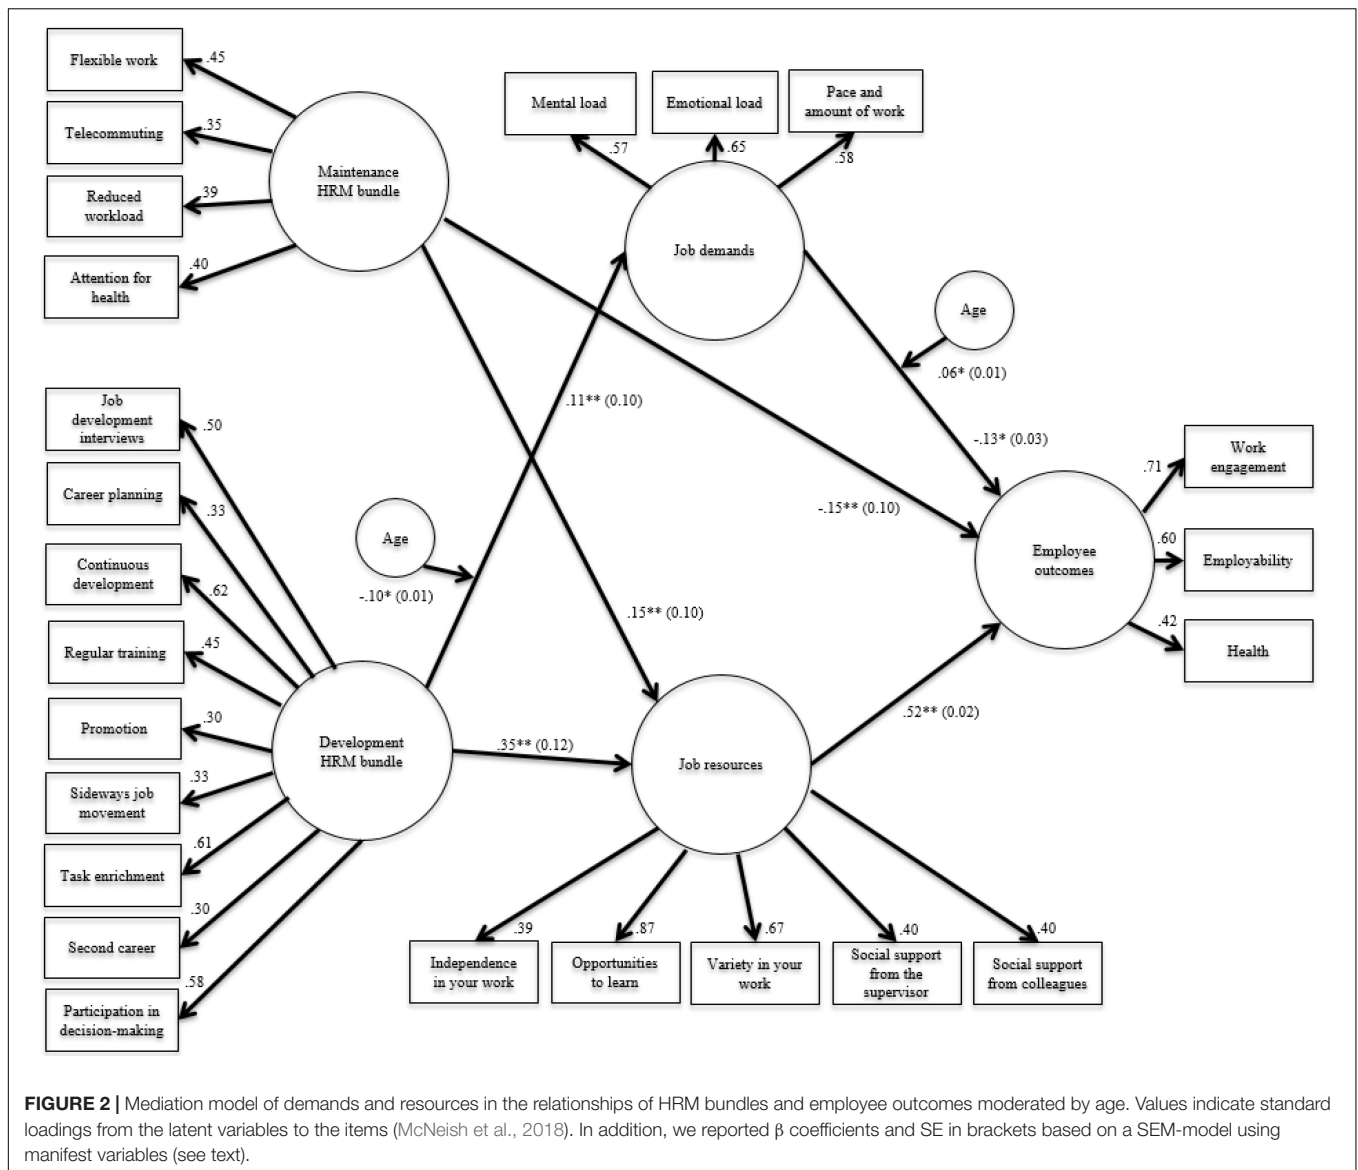 Flexible work
.45
Telecommuting
.35
Reduced
workload
.39
Attention for
health
.40
Maintenance
HRM bundle
Mental load
.57
Emotional load
.65
Pace and
amount of work
.58
Job demands
Age
.06* (0.01)
-.13* (0.03)
.11** (0.10)
-.15** (0.10)
Age
-.10* (0.01)
.15** (0.10)
Job
development
interviews
.50
Career planning
.33
Continuous
development
.62
Regular training
.45
Promotion
.30
Sideways job
movement
.33
Task enrichment
.61
Second career
.30
Participation in
decision-making
.58
Development
HRM bundle
.35** (0.12)
Job resources
.52** (0.02)
Employee
outcomes
.71
Work
engagement
.60
Employability
.42
Health
.39
Independence
in your work
.87
Opportunities
to learn
.67
Variety in your
work
.40
Social support
from the
supervisor
.40
Social support
from colleagues
FIGURE 2 | Mediation model of demands and resources in the relationships of HRM bundles and employee outcomes moderated by age. Values indicate standard
loadings from the latent variables to the items (McNeish et al., 2018). In addition, we reported β coefficients and SE in brackets based on a SEM-model using
manifest variables (see text).